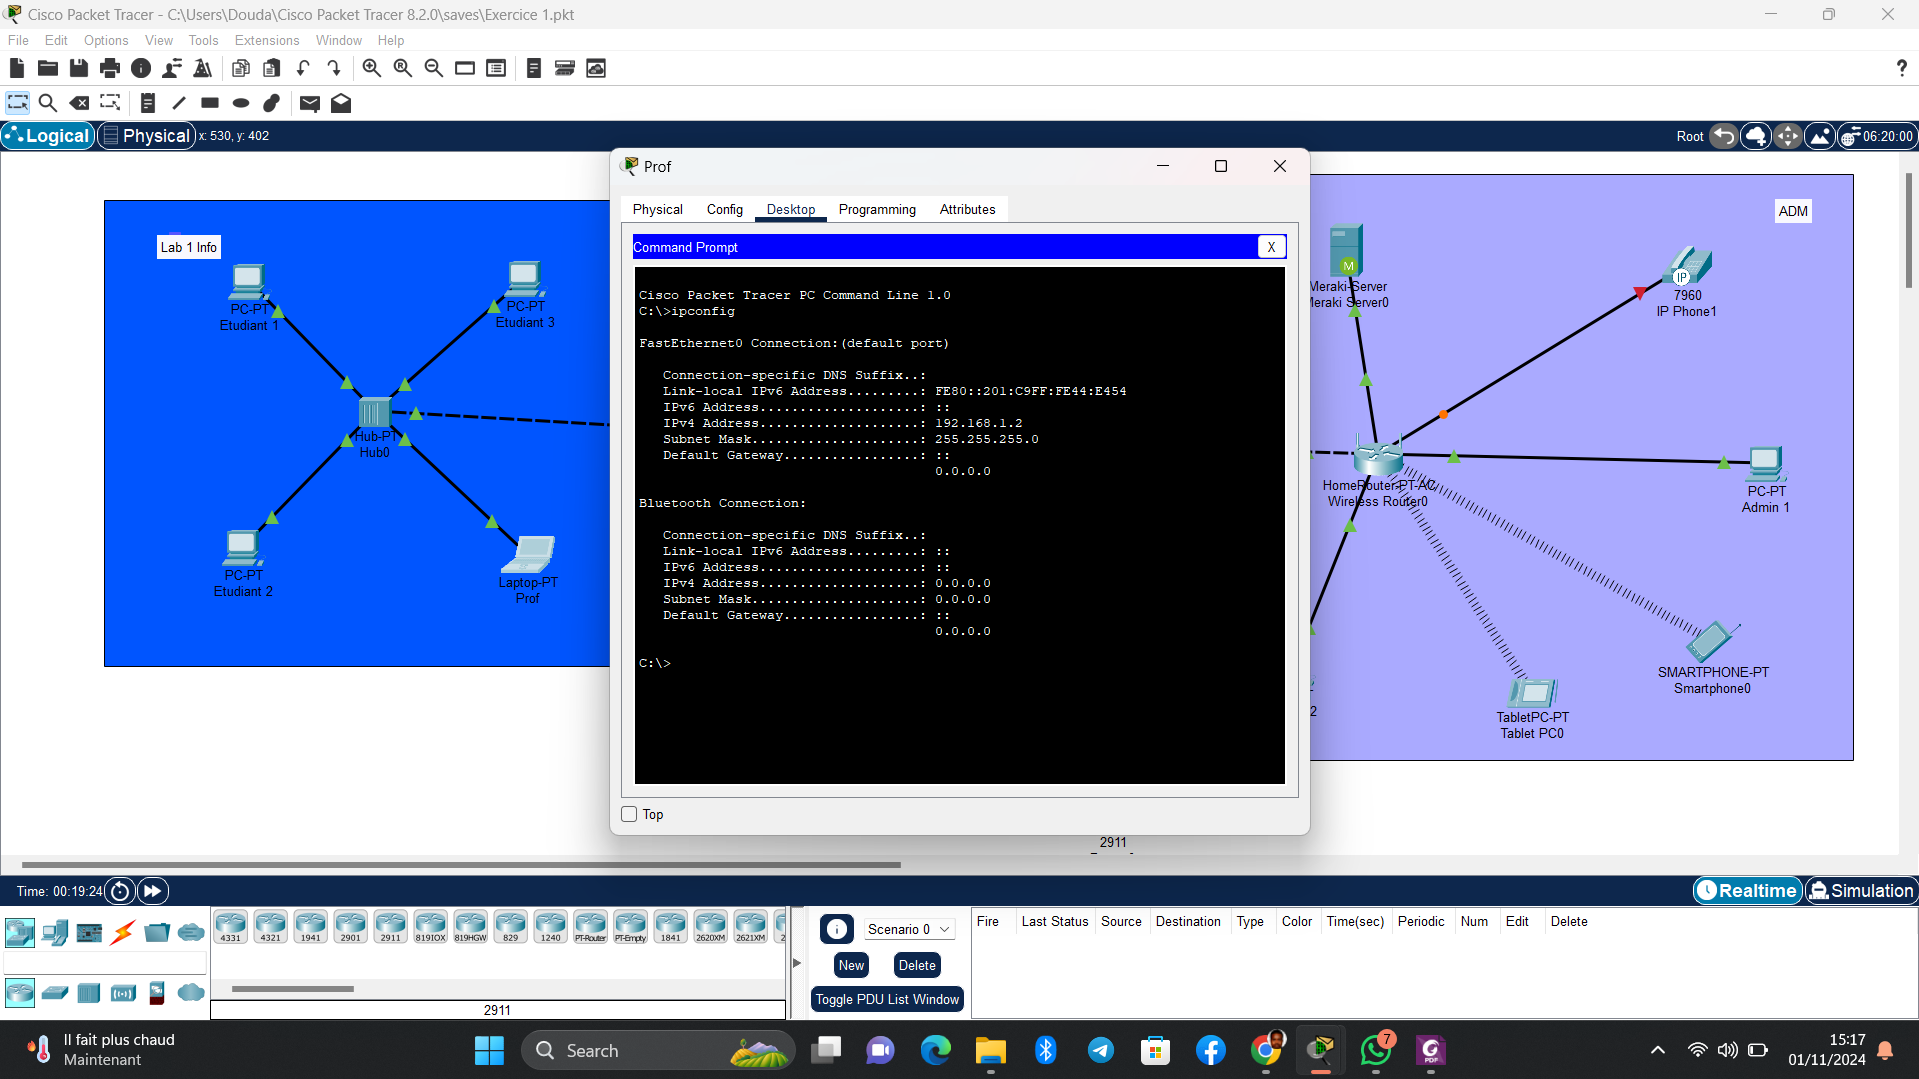 Cisco Packet Tracer - C:\Users\Douda\Cisco Packet Tracer 8.2.0\saves\Exercice 1.pkt
File Edit Options View Tools Extensions Window Help
?
Logical Physical x: 530, y: 402 Root 06:20:00
Prof
Physical Config Desktop Programming Attributes
Command Prompt X
Cisco Packet Tracer PC Command Line 1.0
C:\>ipconfig
FastEthernet0 Connection:(default port)
Connection-specific DNS Suffix..:
Link-local IPv6 Address.........: FE80::201:C9FF:FE44:E454
IPv6 Address....................: ::
IPv4 Address....................: 192.168.1.2
Subnet Mask.....................: 255.255.255.0
Default Gateway.................: ::
0.0.0.0
Bluetooth Connection:
Connection-specific DNS Suffix..:
Link-local IPv6 Address.........: ::
IPv6 Address....................: ::
IPv4 Address....................: 0.0.0.0
Subnet Mask.....................: 0.0.0.0
Default Gateway.................: ::
0.0.0.0
C:\>
Top
Lab 1 Info
PC-PT
Etudiant 1
PC-PT
Etudiant 3
Hub-PT
Hub0
PC-PT
Etudiant 2
Laptop-PT
Prof
ADM
M
Meraki-Server
Meraki Server0
IP
7960
IP Phone1
HomeRouter-PT-AC
Wireless Router0
PC-PT
Admin 1
SMARTPHONE-PT
Smartphone0
TabletPC-PT
Tablet PC0
2
2911
Time: 00:19:24 Realtime Simulation
4331 4321 1941 2901 2911 819IOX 819HGW 829 1240 PT-Router PT-Empty 1841 2620XM 2621XM 2
2911
Scenario 0
New Delete
Toggle PDU List Window
Fire Last Status Source Destination Type Color Time(sec) Periodic Num Edit Delete
Il fait plus chaud
Maintenant
Search
7
PDF
15:17
01/11/2024